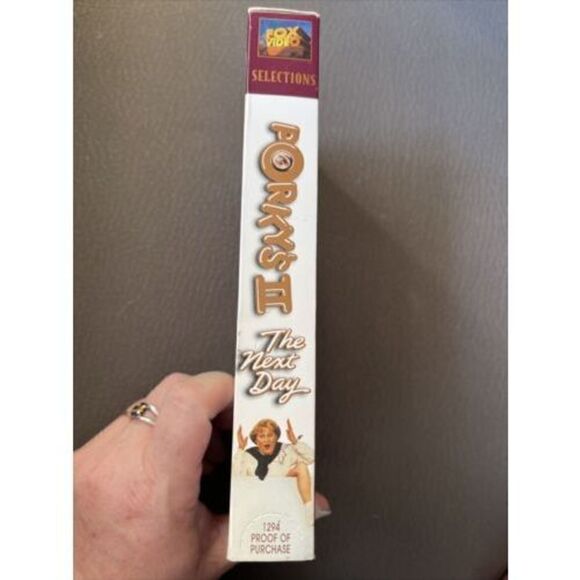 FOX
VIDEO
SELECTIONS
PORKY'S II
The
Next
Day
1294
PROOF OF
PURCHASE